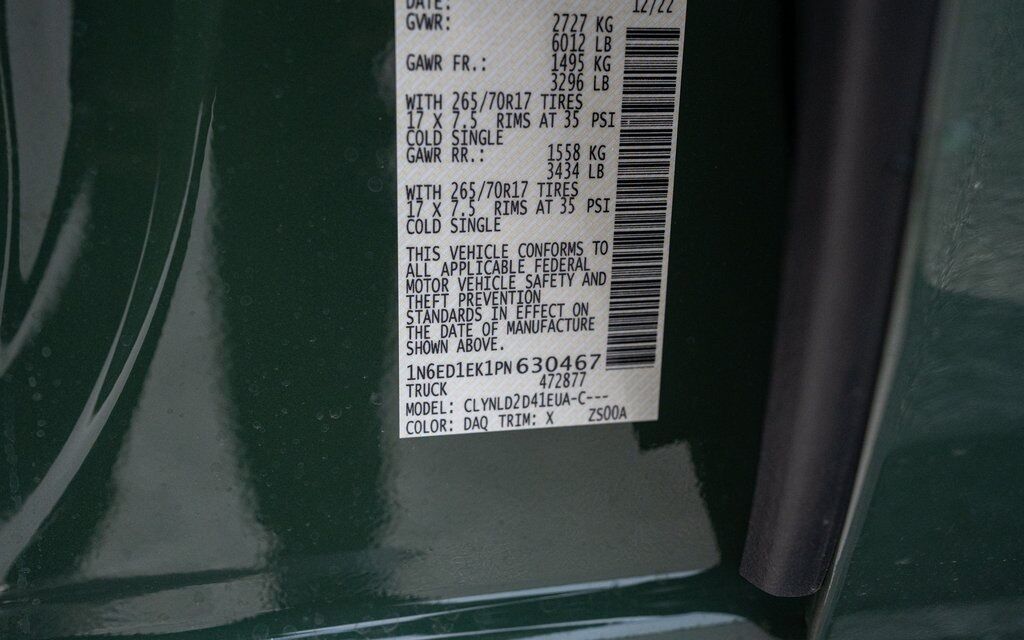 DATE: 12/22
GVWR: 2727 KG
6012 LB
GAWR FR.: 1495 KG
3296 LB
WITH 265/70R17 TIRES
17 X 7.5 RIMS AT 35 PSI
COLD SINGLE
GAWR RR.: 1558 KG
3434 LB
WITH 265/70R17 TIRES
17 X 7.5 RIMS AT 35 PSI
COLD SINGLE
THIS VEHICLE CONFORMS TO
ALL APPLICABLE FEDERAL
MOTOR VEHICLE SAFETY AND
THEFT PREVENTION
STANDARDS IN EFFECT ON
THE DATE OF MANUFACTURE
SHOWN ABOVE.
1N6ED1EK1PN630467
TRUCK 472877
MODEL: CLYNLD2D41EUA-C---
COLOR: DAQ TRIM: X ZS00A